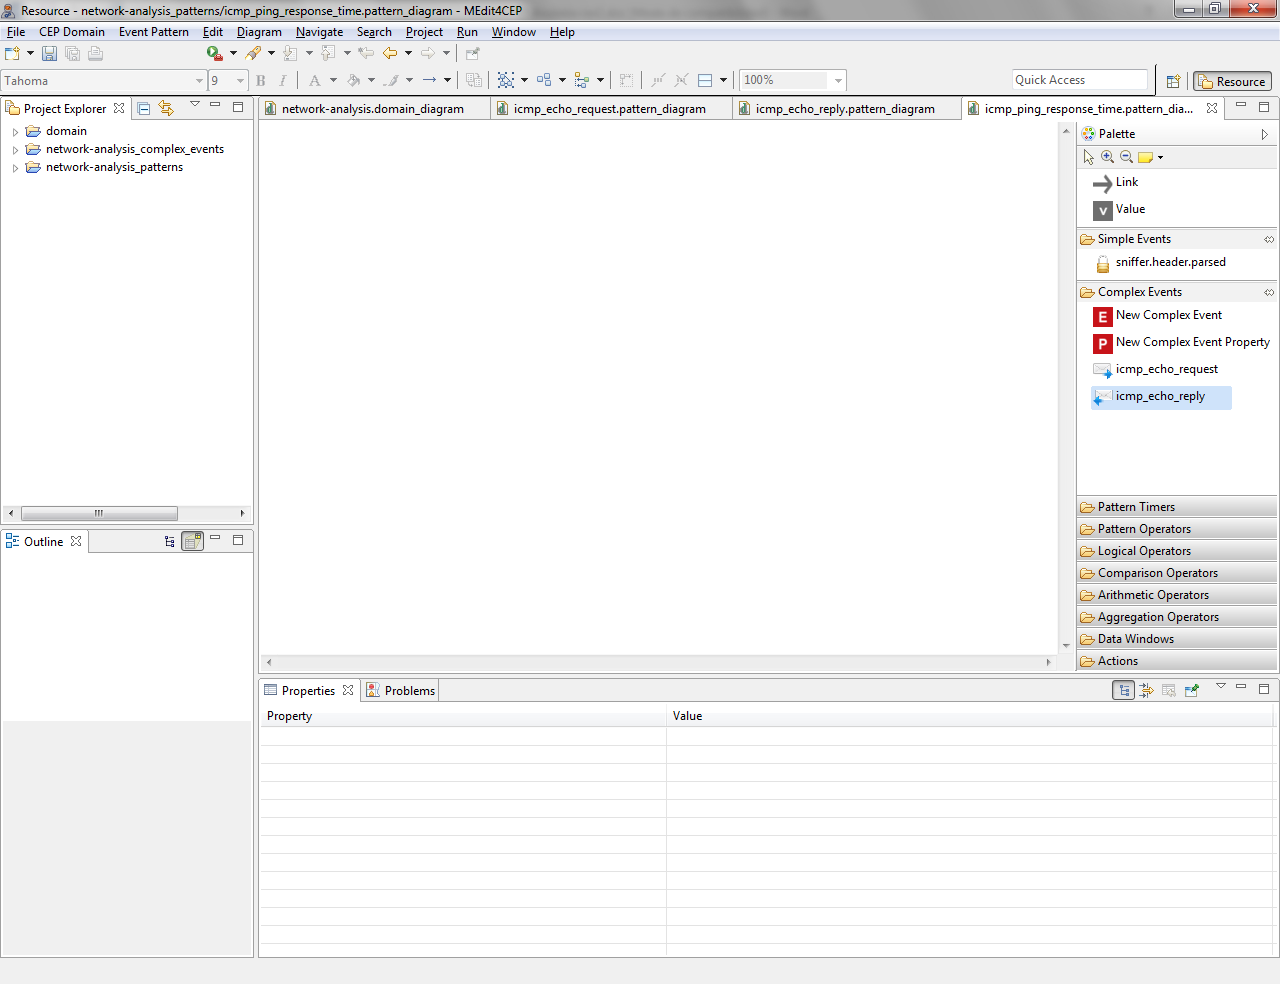 Resource - network-analysis_patterns/icmp_ping_response_time.pattern_diagram - MEdit4CEP
File CEP Domain Event Pattern Edit Diagram Navigate Search Project Run Window Help
Tahoma 9 B I A 100% Quick Access Resource
Project Explorer
domain
network-analysis_complex_events
network-analysis_patterns
Outline
network-analysis.domain_diagram icmp_echo_request.pattern_diagram icmp_echo_reply.pattern_diagram icmp_ping_response_time.pattern_dia...
Palette
Link
V Value
Simple Events
sniffer.header.parsed
Complex Events
E New Complex Event
P New Complex Event Property
icmp_echo_request
icmp_echo_reply
Pattern Timers
Pattern Operators
Logical Operators
Comparison Operators
Arithmetic Operators
Aggregation Operators
Data Windows
Actions
Properties Problems
Property Value